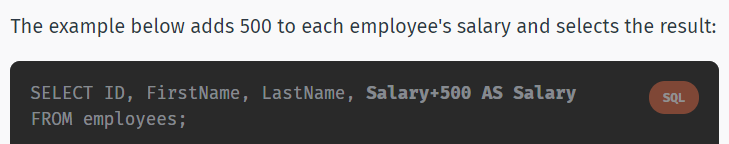 The example below adds 500 to each employee's salary and selects the result:
SELECT ID, FirstName, LastName, Salary+500 AS Salary
SQL
FROM employees;